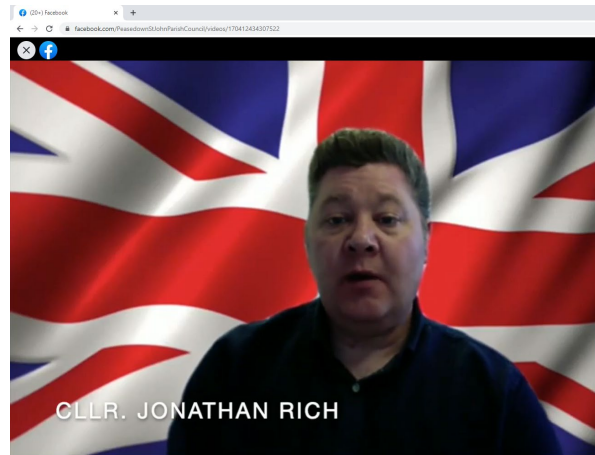 (20+) Facebook
facebook.com/PeasedownStJohnParishCouncil/videos/170412434307522
CLLR. JONATHAN RICH